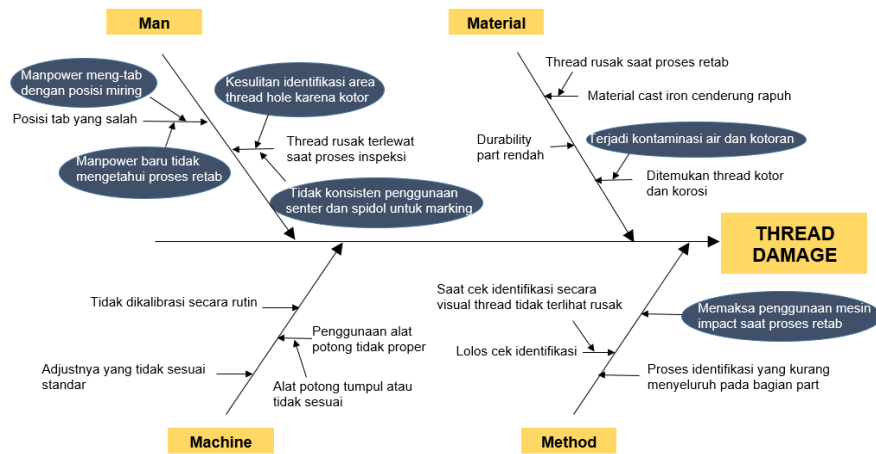 Man
Material
Manpower meng-tab
dengan posisi miring
Kesulitan identifikasi area
thread hole karena kotor
Posisi tab yang salah
Manpower baru tidak
mengetahui proses retab
Thread rusak terlewat
saat proses inspeksi
Tidak konsisten penggunaan
senter dan spidol untuk marking
Thread rusak saat proses retab
Material cast iron cenderung rapuh
Durability
part rendah
Terjadi kontaminasi air dan kotoran
Ditemukan thread kotor
dan korosi
THREAD
DAMAGE
Tidak dikalibrasi secara rutin
Penggunaan alat
potong tidak proper
Adjustnya yang tidak sesuai
standar
Alat potong tumpul atau
tidak sesuai
Saat cek identifikasi secara
visual thread tidak terlihat rusak
Memaksa penggunaan mesin
impact saat proses retab
Lolos cek identifikasi
Proses identifikasi yang kurang
menyeluruh pada bagian part
Machine
Method